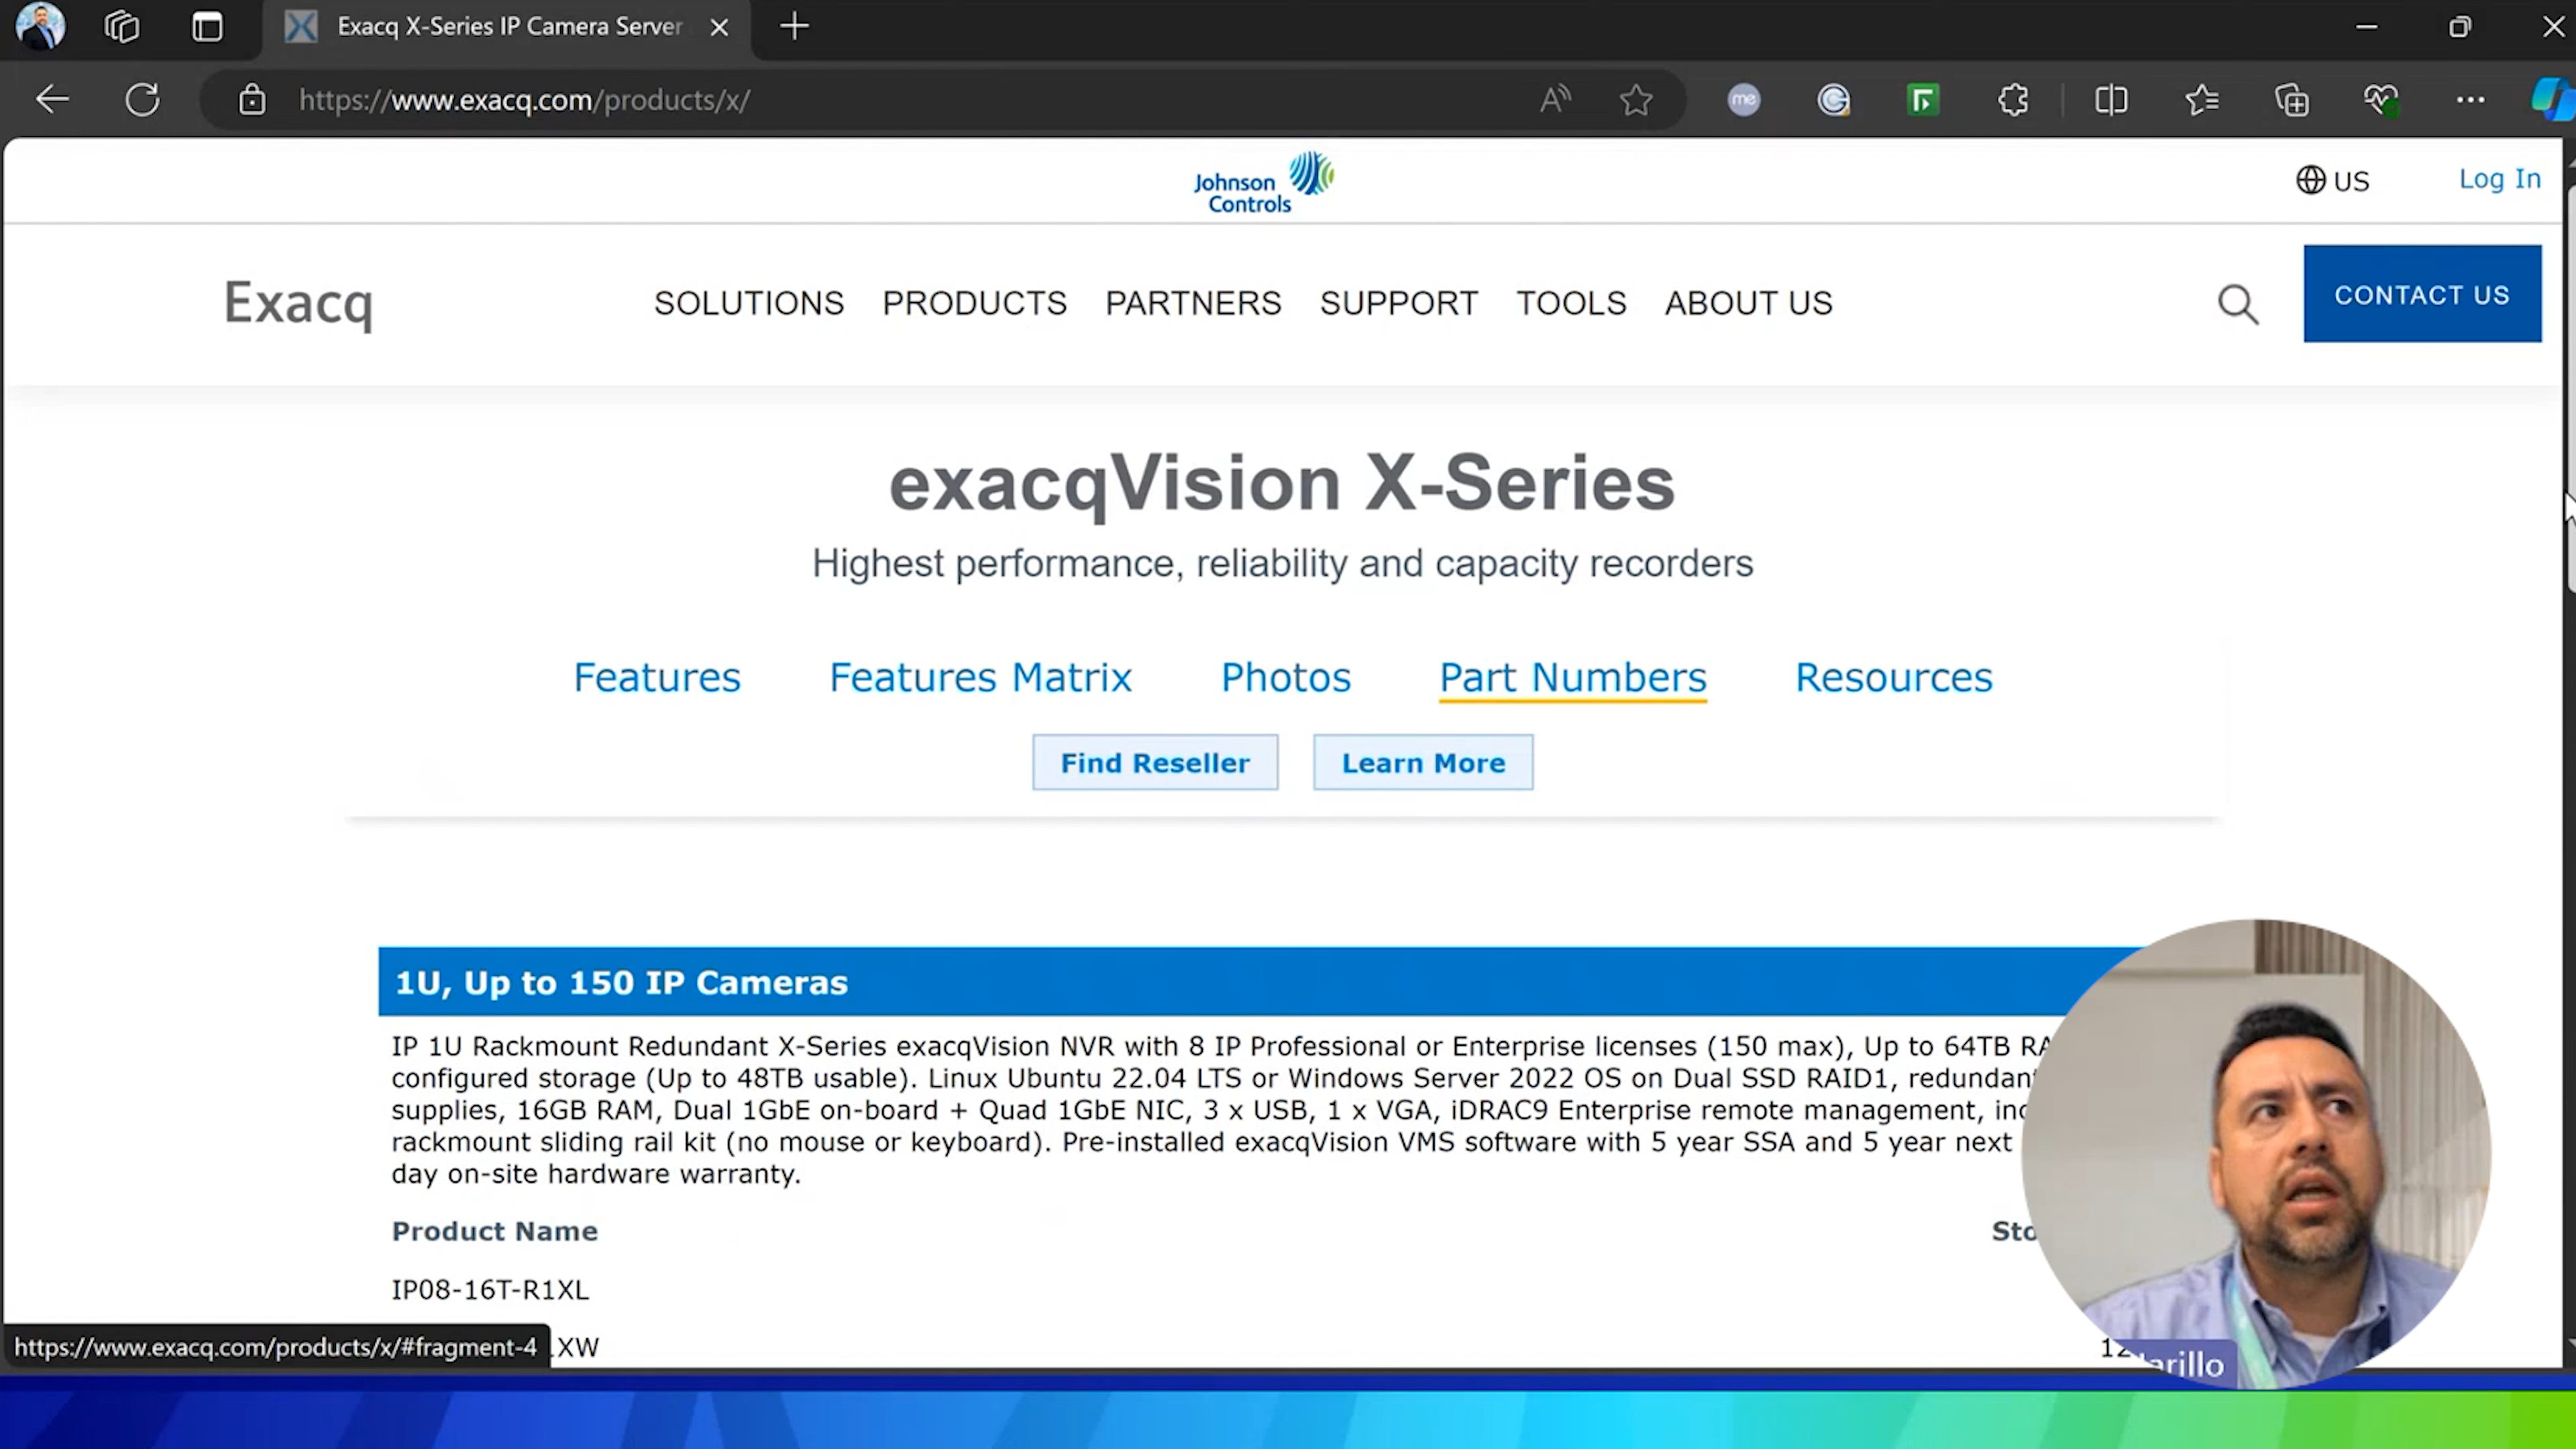 Exacq X-Series IP Camera Server
https://www.exacq.com/products/x/
me
Johnson
Controls
US
Log In
Exacq
SOLUTIONS
PRODUCTS
PARTNERS
SUPPORT
TOOLS
ABOUT US
CONTACT US
exacqVision X-Series
Highest performance, reliability and capacity recorders
Features
Features Matrix
Photos
Part Numbers
Resources
Find Reseller
Learn More
1U, Up to 150 IP Cameras
IP 1U Rackmount Redundant X-Series exacqVision NVR with 8 IP Professional or Enterprise licenses (150 max), Up to 64TB
configured storage (Up to 48TB usable). Linux Ubuntu 22.04 LTS or Windows Server 2022 OS on Dual SSD RAID1, redundant
supplies, 16GB RAM, Dual 1GbE on-board + Quad 1GbE NIC, 3 x USB, 1 x VGA, iDRAC9 Enterprise remote management,
rackmount sliding rail kit (no mouse or keyboard). Pre-installed exacqVision VMS software with 5 year SSA and 5 year next
day on-site hardware warranty.
Product Name
IP08-16T-R1XL
https://www.exacq.com/products/x/#fragment-4
XW